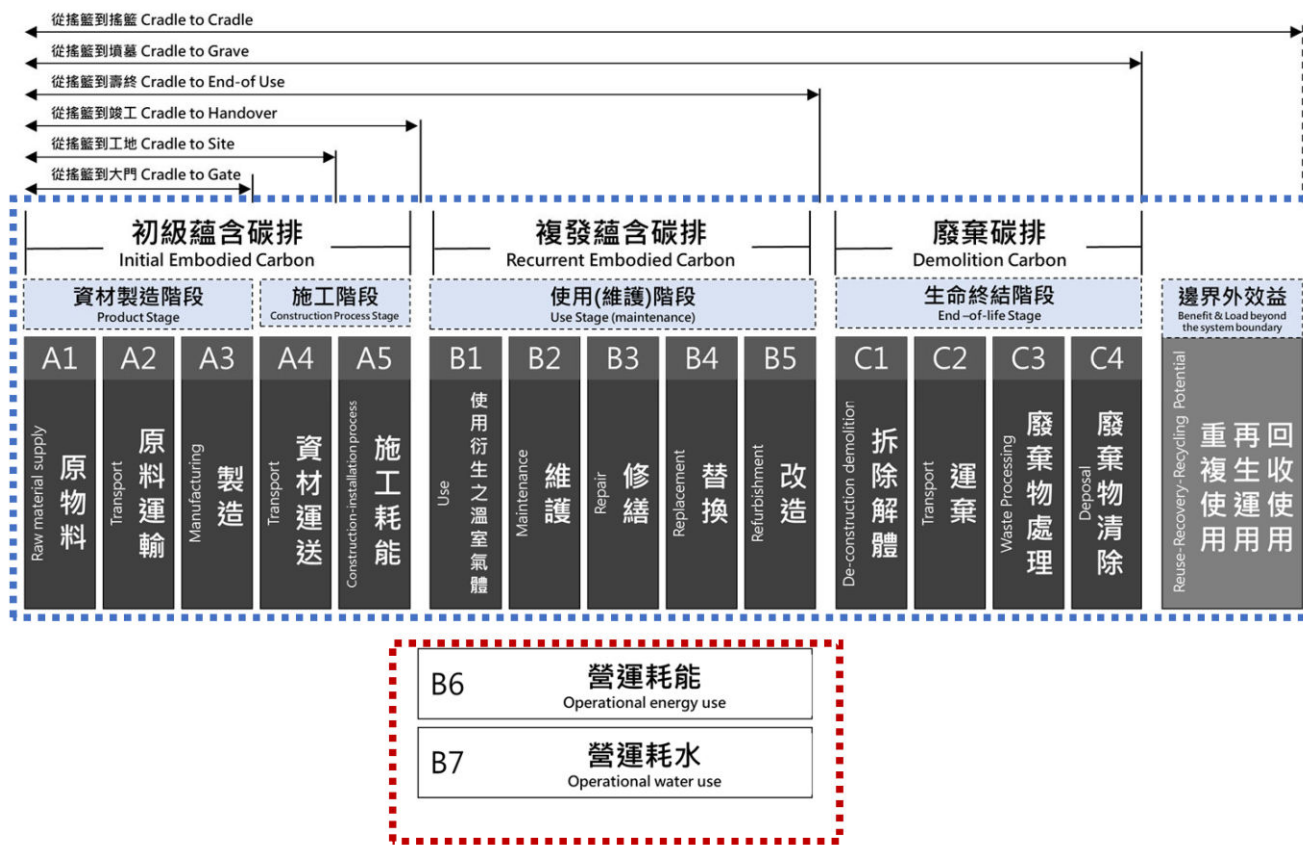 從搖籃到搖籃 Cradle to Cradle
從搖籃到墳墓 Cradle to Grave
從搖籃到壽終 Cradle to End-of Use
從搖籃到竣工 Cradle to Handover
從搖籃到工地 Cradle to Site
從搖籃到大門 Cradle to Gate
初級蘊含碳排
Initial Embodied Carbon
複發蘊含碳排
Recurrent Embodied Carbon
廢棄碳排
Demolition Carbon
資材製造階段
Product Stage
施工階段
Construction Process Stage
使用(維護)階段
Use Stage (maintenance)
生命終結階段
End –of-life Stage
邊界外效益
Benefit & Load beyond
the system boundary
A1
Raw material supply
原物料
A2
Transport
原料運輸
A3
Manufacturing
製造
A4
Transport
資材運送
A5
Construction-installation process
施工耗能
B1
Use
使用衍生之溫室氣體
B2
Maintenance
維護
B3
Repair
修繕
B4
Replacement
替換
B5
Refurbishment
改造
C1
De-construction demolition
拆除解體
C2
Transport
運棄
C3
Waste Processing
廢棄物處理
C4
Deposal
廢棄物清除
Reuse-Recovery-Recycling Potential
重複使用
再生運用
回收使用
B6
營運耗能
Operational energy use
B7
營運耗水
Operational water use